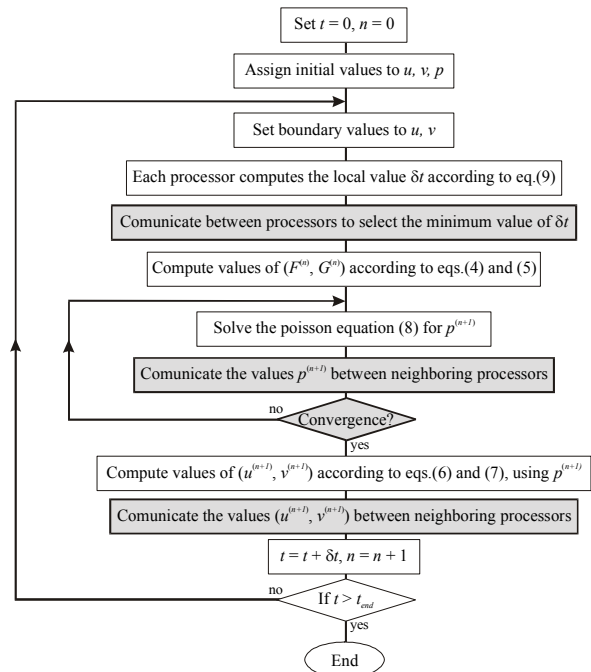 Set t = 0, n = 0
Assign initial values to u, v, p
Set boundary values to u, v
Each processor computes the local value δt according to eq.(9)
Comunicate between processors to select the minimum value of δt
Compute values of (F⁽ⁿ⁾, G⁽ⁿ⁾) according to eqs.(4) and (5)
Solve the poisson equation (8) for p⁽ⁿ⁺¹⁾
Comunicate the values p⁽ⁿ⁺¹⁾ between neighboring processors
no
Convergence?
yes
Compute values of (u⁽ⁿ⁺¹⁾, v⁽ⁿ⁺¹⁾) according to eqs.(6) and (7), using p⁽ⁿ⁺¹⁾
Comunicate the values (u⁽ⁿ⁺¹⁾, v⁽ⁿ⁺¹⁾) between neighboring processors
t = t + δt, n = n + 1
no
If t > t_end
yes
End